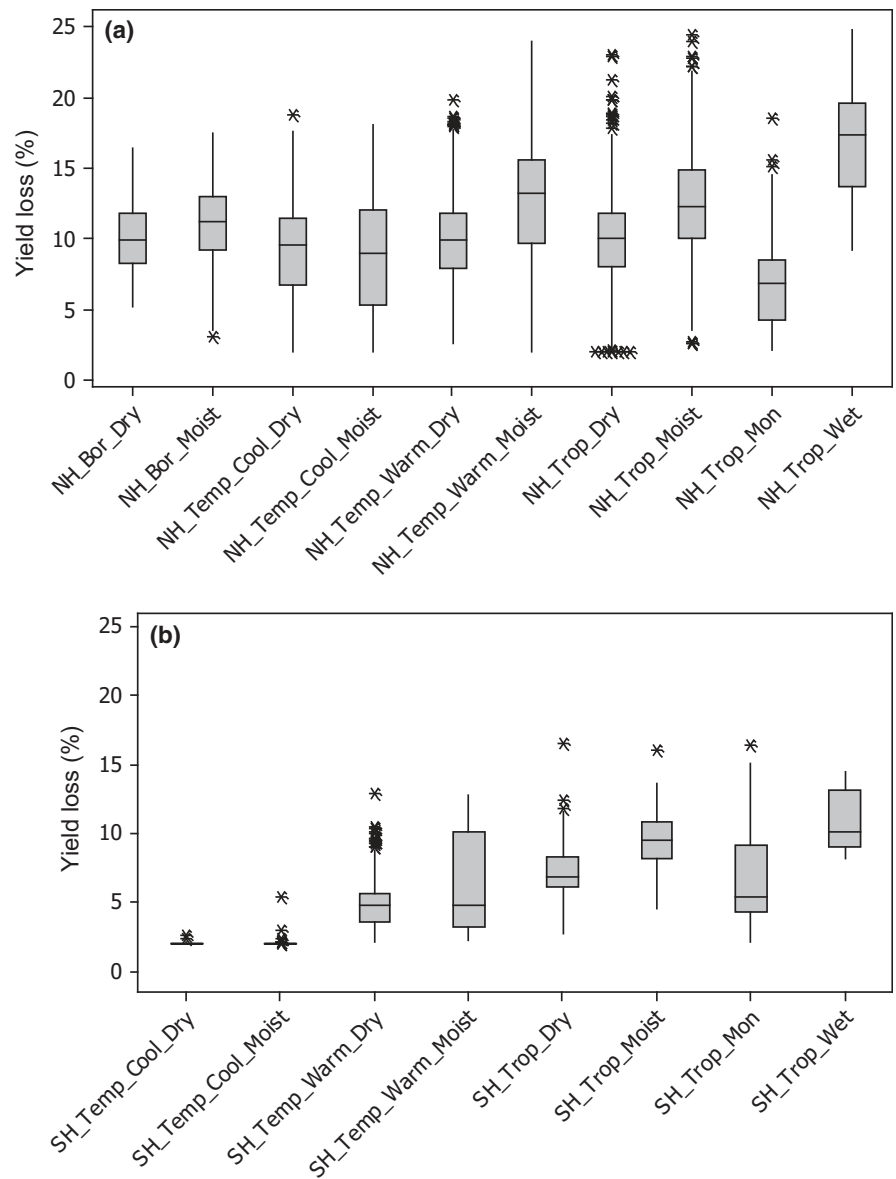 (a)
Yield loss (%)
25
20
15
10
5
0
NH_Bor_Dry
NH_Bor_Moist
NH_Temp_Cool_Dry
NH_Temp_Cool_Moist
NH_Temp_Warm_Dry
NH_Temp_Warm_Moist
NH_Trop_Dry
NH_Trop_Moist
NH_Trop_Mon
NH_Trop_Wet
(b)
Yield loss (%)
25
20
15
10
5
0
SH_Temp_Cool_Dry
SH_Temp_Cool_Moist
SH_Temp_Warm_Dry
SH_Temp_Warm_Moist
SH_Trop_Dry
SH_Trop_Moist
SH_Trop_Mon
SH_Trop_Wet